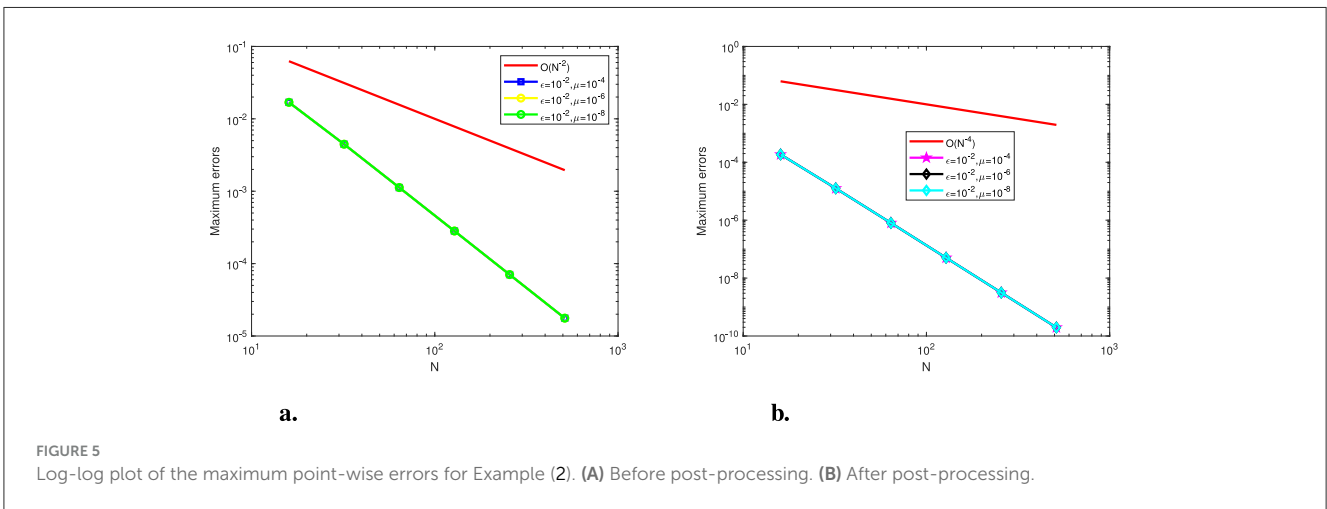 10^-1
10^-2
10^-3
10^-4
10^-5
Maximum errors
10^1
10^2
10^3
N
O(N^-2)
ϵ=10^-2,μ=10^-4
ϵ=10^-2,μ=10^-6
ϵ=10^-2,μ=10^-8
a.
10^0
10^-2
10^-4
10^-6
10^-8
10^-10
Maximum errors
10^1
10^2
10^3
N
O(N^-4)
ϵ=10^-2,μ=10^-4
ϵ=10^-2,μ=10^-6
ϵ=10^-2,μ=10^-8
b.
FIGURE 5
Log-log plot of the maximum point-wise errors for Example (2). (A) Before post-processing. (B) After post-processing.